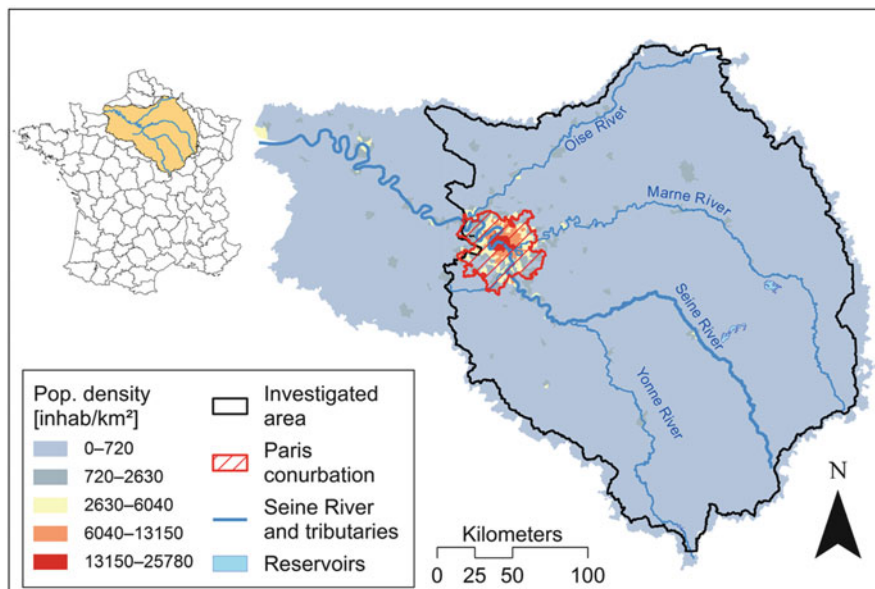 Oise River
Marne River
Seine River
Yonne River
Pop. density
[inhab/km²]
0–720
720–2630
2630–6040
6040–13150
13150–25780
Investigated
area
Paris
conurbation
Seine River
and tributaries
Reservoirs
Kilometers
0 25 50 100
N